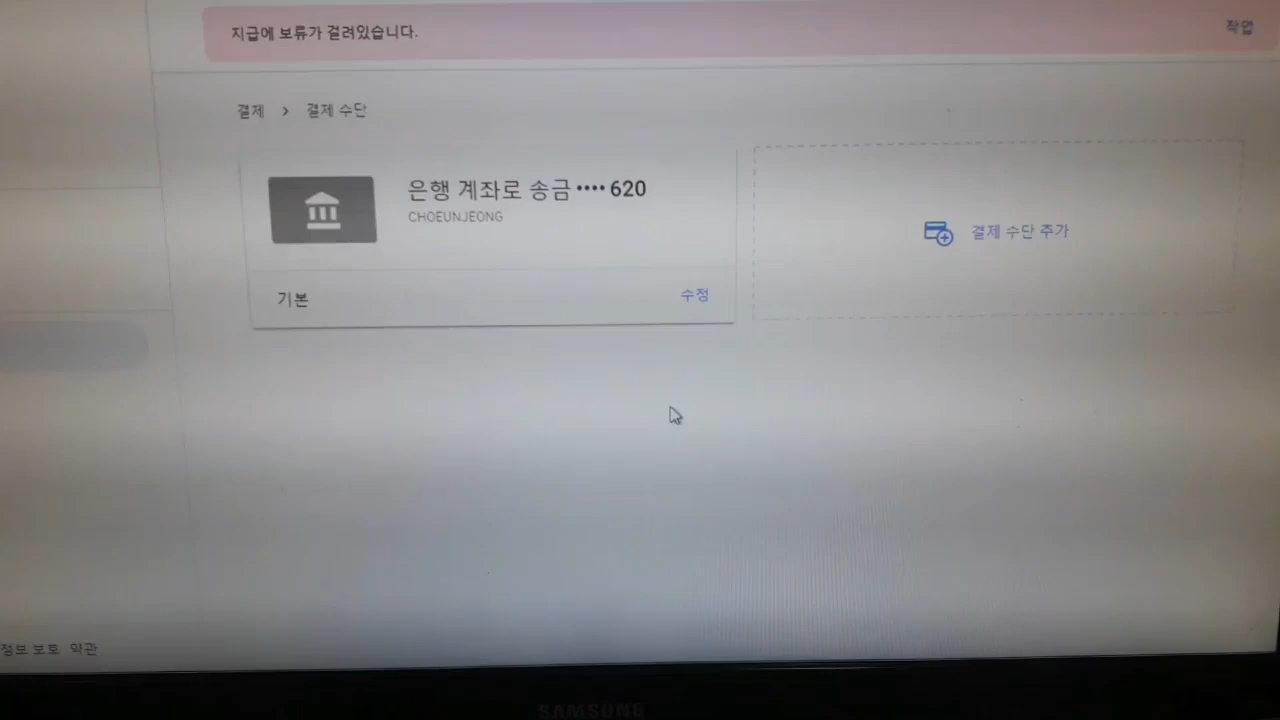 지급에 보류가 걸려있습니다.
작업
결제 > 결제 수단
은행 계좌로 송금 •••• 620
CHOEUNJEONG
결제 수단 추가
기본
수정
정보 보호 약관
SAMSUNG